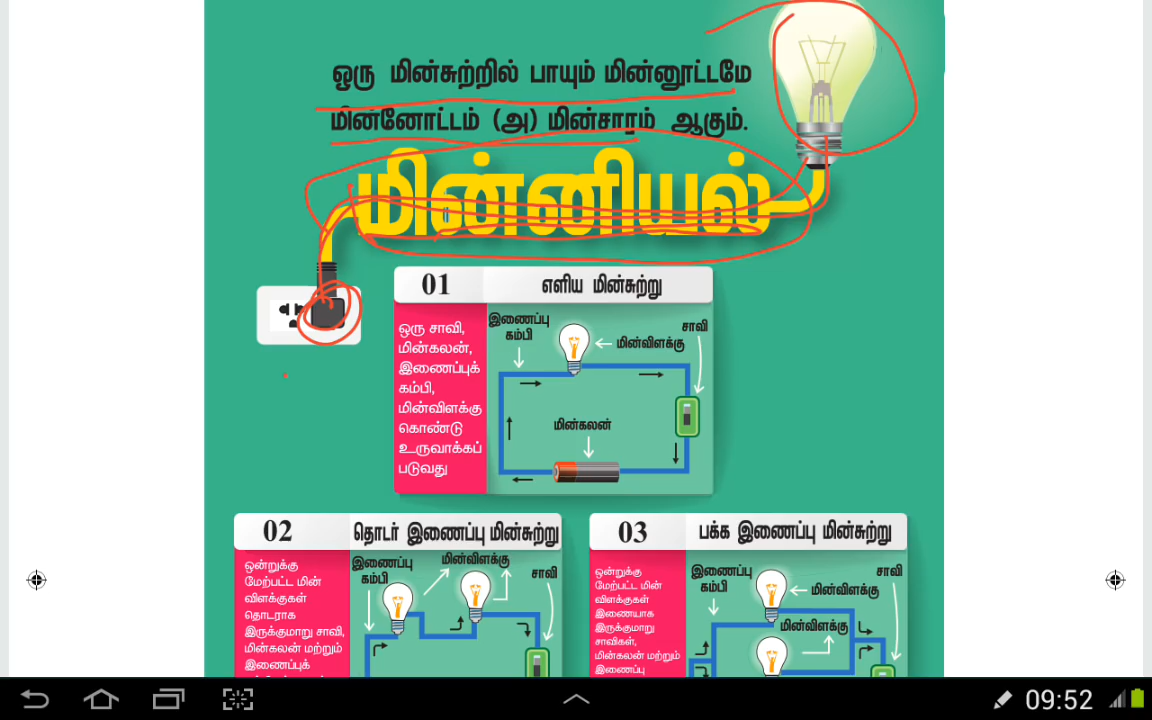 ஒரு மின்சுற்றில் பாயும் மின்னூட்டமே
மின்னோட்டம் (அ) மின்சாரம் ஆகும்.
மின்னியல்
01 எளிய மின்சுற்று
ஒரு சாவி,
மின்கலன்,
இணைப்புக்
கம்பி,
மின்விளக்கு
கொண்டு
உருவாக்கப்
படுவது
இணைப்பு
கம்பி
மின்விளக்கு
சாவி
மின்கலன்
02 தொடர் இணைப்பு மின்சுற்று
ஒன்றுக்கு
மேற்பட்ட மின்
விளக்குகள்
தொடராக
இருக்குமாறு சாவி,
மின்கலன் மற்றும்
இணைப்புக்
இணைப்பு
கம்பி
மின்விளக்கு
சாவி
03 பக்க இணைப்பு மின்சுற்று
ஒன்றுக்கு
மேற்பட்ட மின்
விளக்குகள்
இணையாக
இருக்குமாறு
சாவிகள்,
மின்கலன் மற்றும்
இணைப்பு
இணைப்பு
கம்பி
மின்விளக்கு
மின்விளக்கு
சாவி
09:52